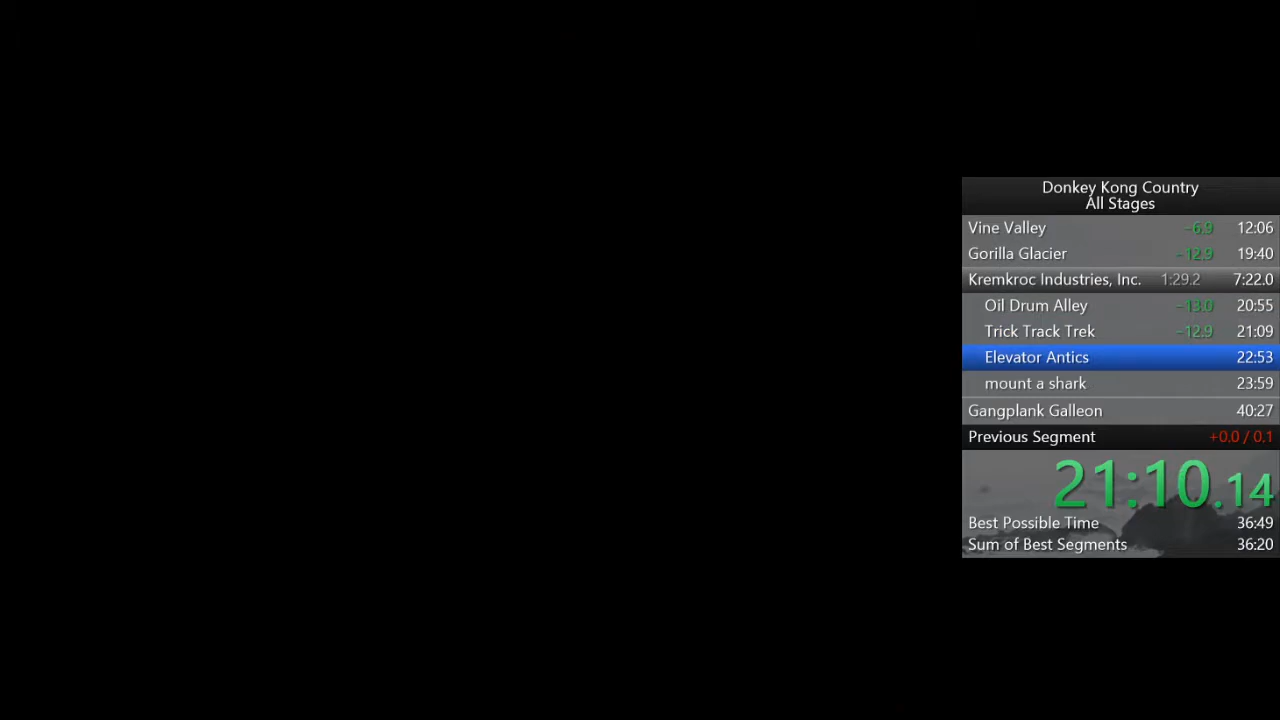 Donkey Kong Country
All Stages
Vine Valley -6.9 12:06
Gorilla Glacier -12.9 19:40
Kremkroc Industries, Inc. 1:29.2 7:22.0
Oil Drum Alley -13.0 20:55
Trick Track Trek -12.9 21:09
Elevator Antics 22:53
mount a shark 23:59
Gangplank Galleon 40:27
Previous Segment +0.0 / 0.1
21:10.14
Best Possible Time 36:49
Sum of Best Segments 36:20